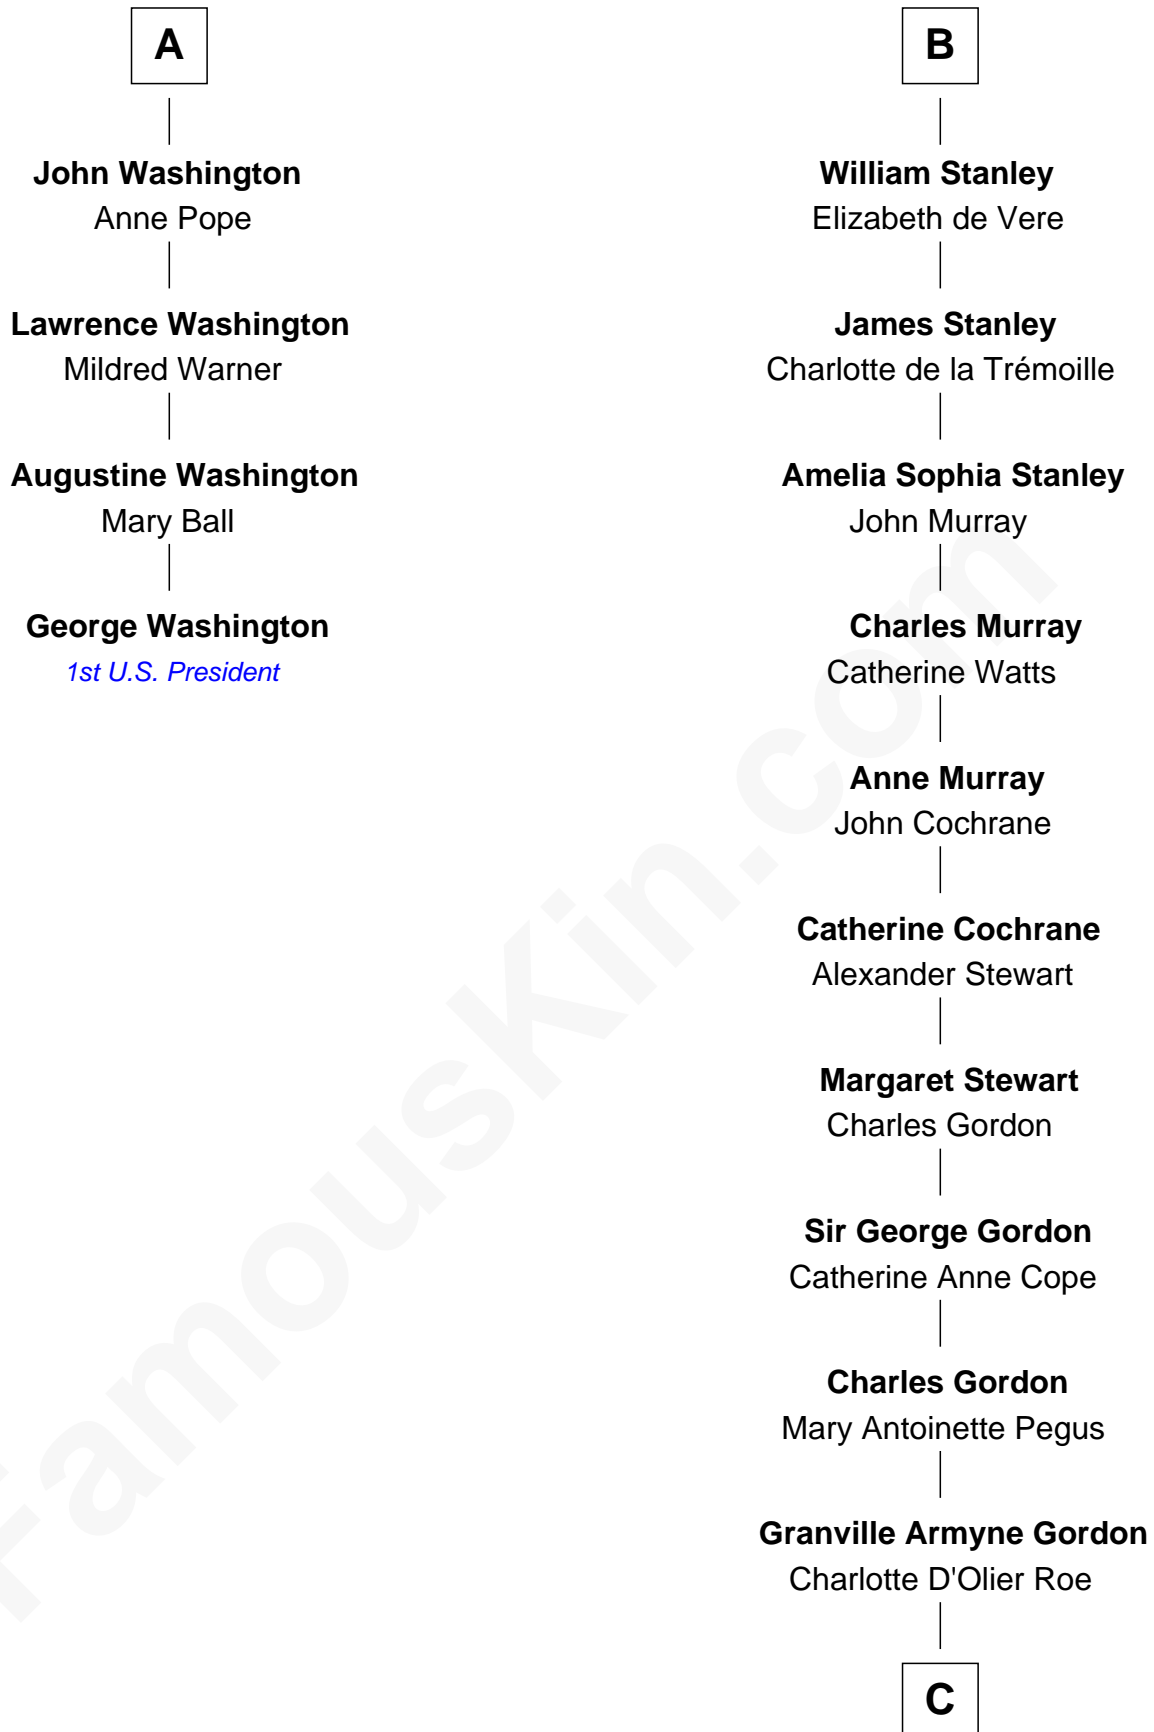 A
John Washington
Anne Pope
Lawrence Washington
Mildred Warner
Augustine Washington
Mary Ball
George Washington
1st U.S. President
B
William Stanley
Elizabeth de Vere
James Stanley
Charlotte de la Trémoille
Amelia Sophia Stanley
John Murray
Charles Murray
Catherine Watts
Anne Murray
John Cochrane
Catherine Cochrane
Alexander Stewart
Margaret Stewart
Charles Gordon
Sir George Gordon
Catherine Anne Cope
Charles Gordon
Mary Antoinette Pegus
Granville Armyne Gordon
Charlotte D'Olier Roe
C
FamousKin.com